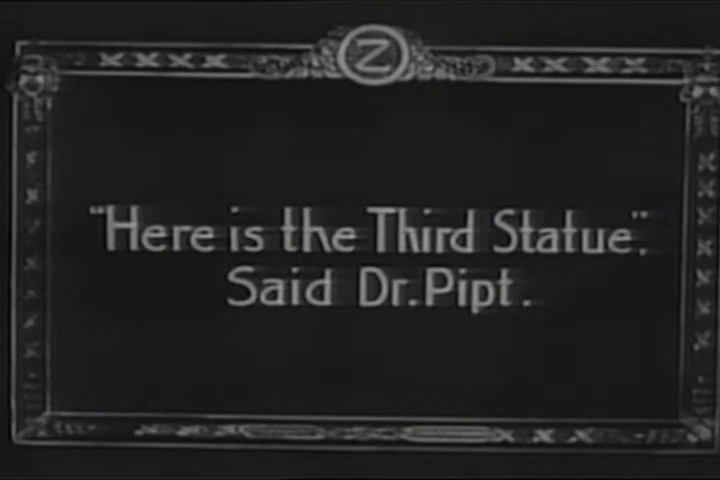 Z
"Here is the Third Statue".
Said Dr. Pipt.